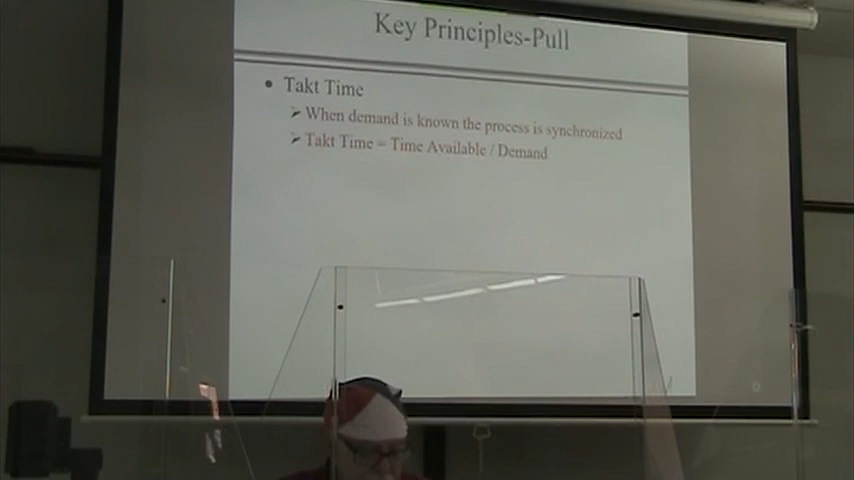 Key Principles-Pull
• Takt Time
➢ When demand is known the process is synchronized
➢ Takt Time = Time Available / Demand